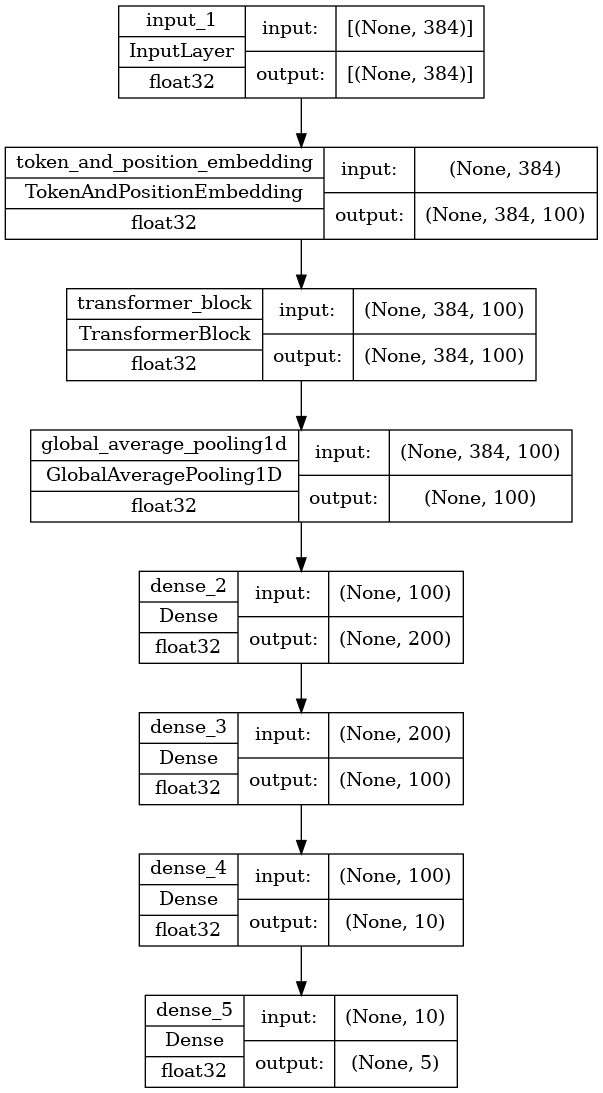 input_1
InputLayer
float32
input:
[(None, 384)]
output:
[(None, 384)]
token_and_position_embedding
TokenAndPositionEmbedding
float32
input:
(None, 384)
output:
(None, 384, 100)
transformer_block
TransformerBlock
float32
input:
(None, 384, 100)
output:
(None, 384, 100)
global_average_pooling1d
GlobalAveragePooling1D
float32
input:
(None, 384, 100)
output:
(None, 100)
dense_2
Dense
float32
input:
(None, 100)
output:
(None, 200)
dense_3
Dense
float32
input:
(None, 200)
output:
(None, 100)
dense_4
Dense
float32
input:
(None, 100)
output:
(None, 10)
dense_5
Dense
float32
input:
(None, 10)
output:
(None, 5)